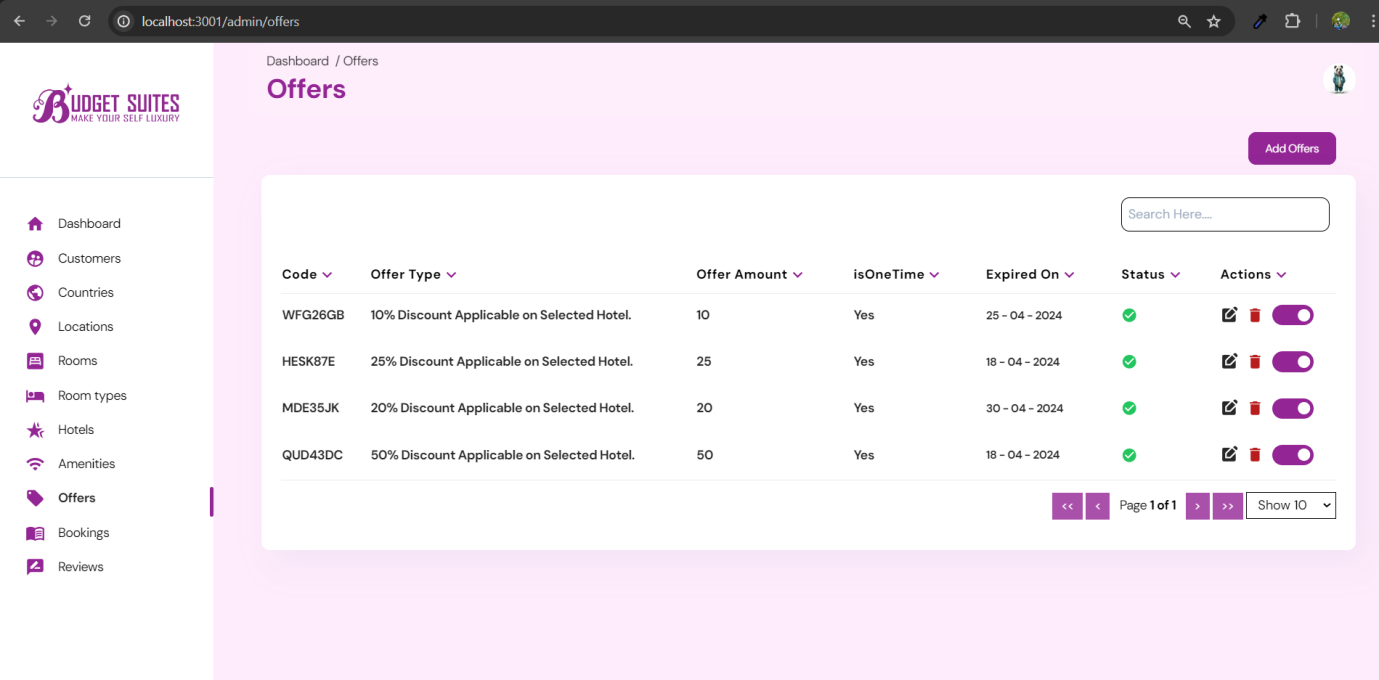 localhost:3001/admin/offers
BUDGET SUITES
MAKE YOUR SELF LUXURY
Dashboard
Customers
Countries
Locations
Rooms
Room types
Hotels
Amenities
Offers
Bookings
Reviews
Dashboard / Offers
Offers
Add Offers
Search Here....
Code Offer Type Offer Amount isOneTime Expired On Status Actions
WFG26GB 10% Discount Applicable on Selected Hotel. 10 Yes 25 - 04 - 2024
HESK87E 25% Discount Applicable on Selected Hotel. 25 Yes 18 - 04 - 2024
MDE35JK 20% Discount Applicable on Selected Hotel. 20 Yes 30 - 04 - 2024
QUD43DC 50% Discount Applicable on Selected Hotel. 50 Yes 18 - 04 - 2024
<< < Page 1 of 1 > >> Show 10